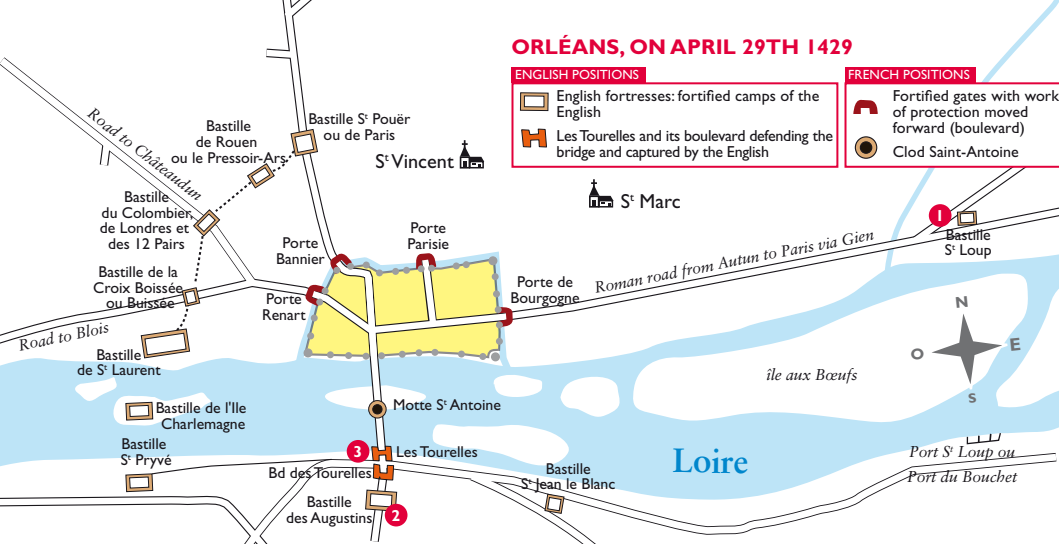 ORLÉANS, ON APRIL 29TH 1429
ENGLISH POSITIONS
English fortresses: fortified camps of the
English
Les Tourelles and its boulevard defending the
bridge and captured by the English
FRENCH POSITIONS
Fortified gates with work
of protection moved
forward (boulevard)
Clod Saint-Antoine
Road to Châteaudun
Bastille
de Rouen
ou le Pressoir-Ars
Bastille Sᵗ Pouër
ou de Paris
Sᵗ Vincent
Sᵗ Marc
Bastille
du Colombier,
de Londres et
des 12 Pairs
Porte
Bannier
Porte
Parisie
1
Bastille
Sᵗ Loup
Roman road from Autun to Paris via Gien
Bastille de la
Croix Boissée
ou Buissée
Porte
Renart
Porte de
Bourgogne
Road to Blois
Bastille
de Sᵗ Laurent
N
O
E
S
île aux Bœufs
Bastille de l'Ile
Charlemagne
Motte Sᵗ Antoine
Bastille
Sᵗ Pryvé
3
Les Tourelles
Bd des Tourelles
Loire
Port Sᵗ Loup ou
Port du Bouchet
Bastille
Sᵗ Jean le Blanc
Bastille
des Augustins
2